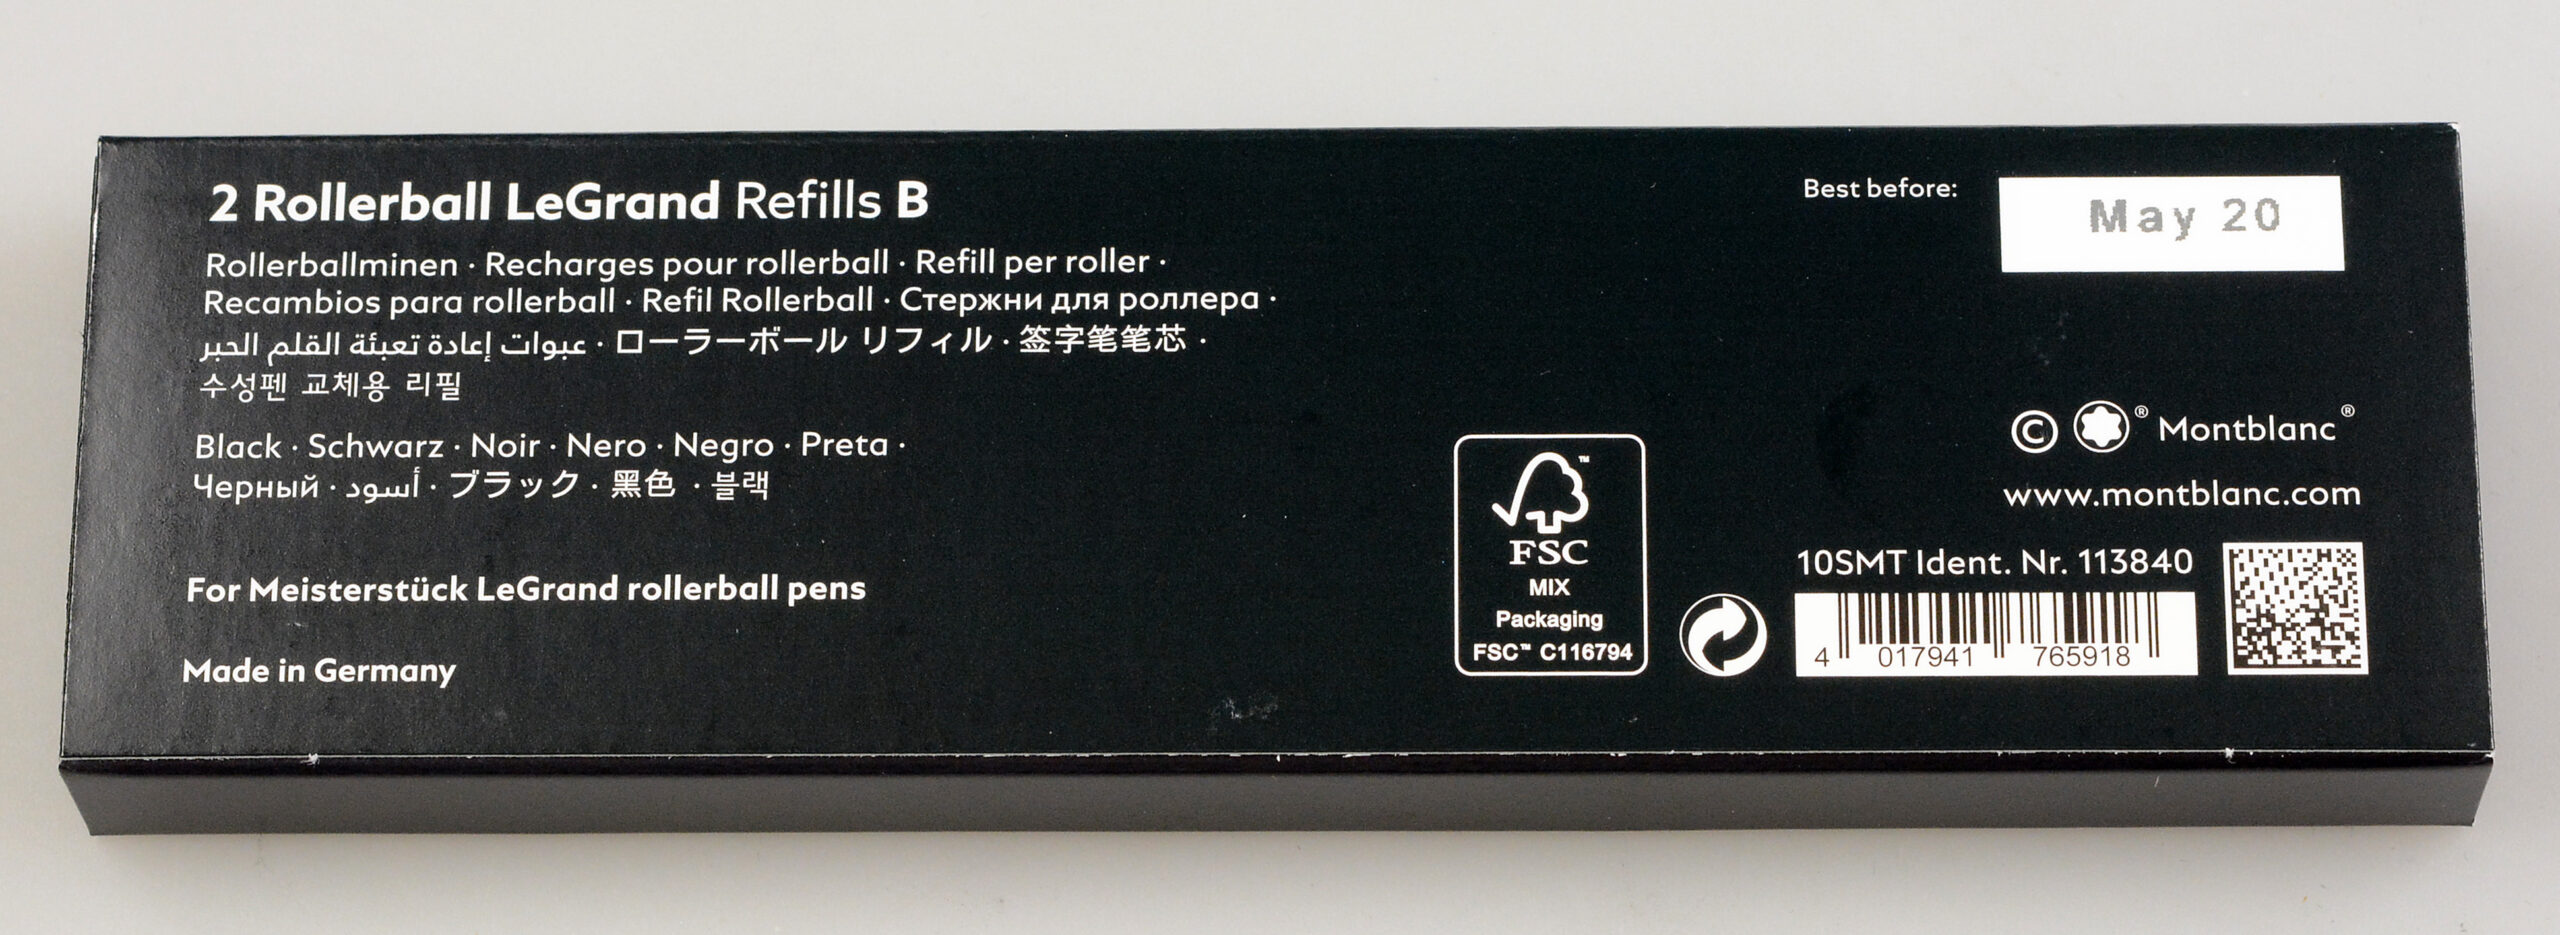 2 Rollerball LeGrand Refills B
Rollerballminen · Recharges pour rollerball · Refill per roller ·
Recambios para rollerball · Refil Rollerball · Стержни для роллера ·
عبوات إعادة تعبئة القلم الحبر · ローラーボール リフィル · 签字笔笔芯 ·
수성펜 교체용 리필
Black · Schwarz · Noir · Nero · Negro · Preta ·
Черный · أسود · ブラック · 黑色 · 블랙
For Meisterstück LeGrand rollerball pens
Made in Germany
Best before:
May 20
FSC™
MIX
Packaging
FSC™ C116794
© ® Montblanc®
www.montblanc.com
10SMT Ident. Nr. 113840
4 017941 765918